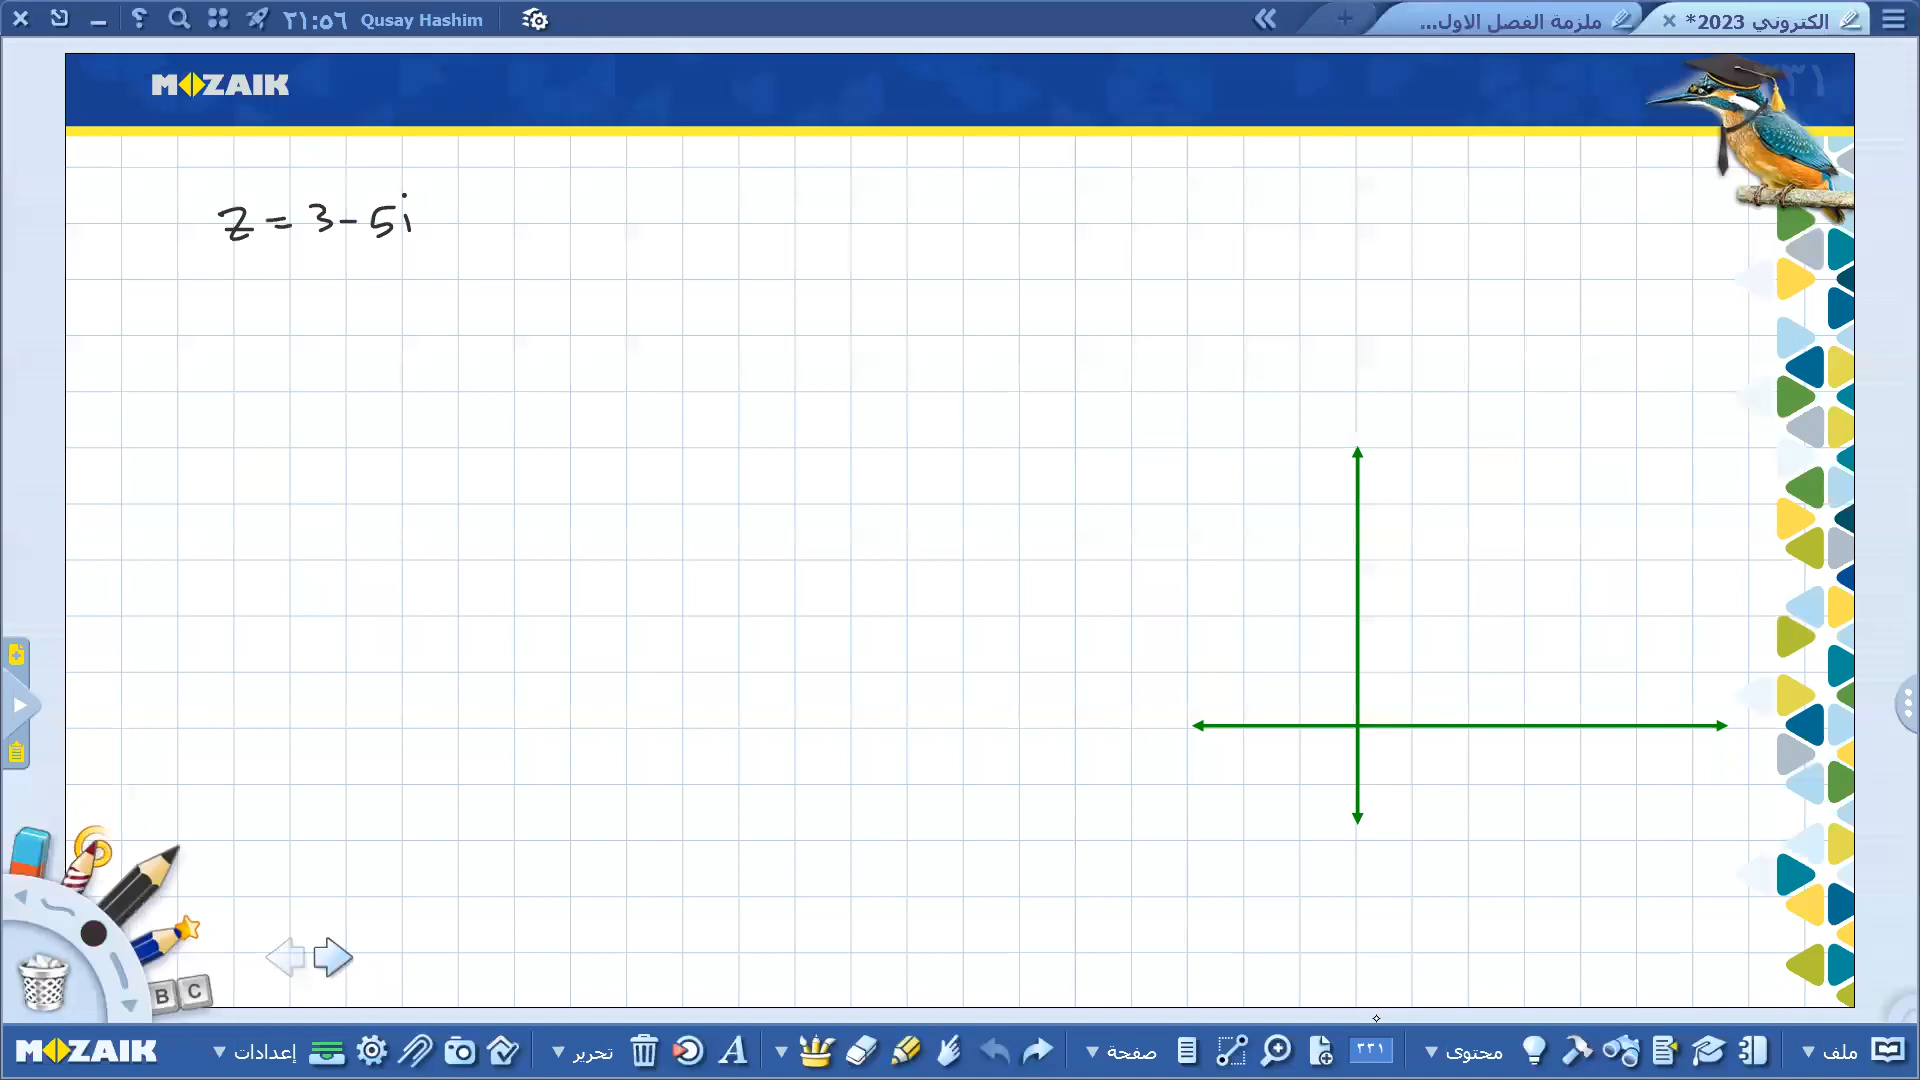 ؟ ٢١:٥٦ Qusay Hashim
ملزمة الفصل الاول...
الكتروني 2023*
MOZAIK
٣٣١
z = 3 - 5i
B C
MOZAIK
إعدادات
تحرير
A
صفحة
٣٣١
محتوى
ملف